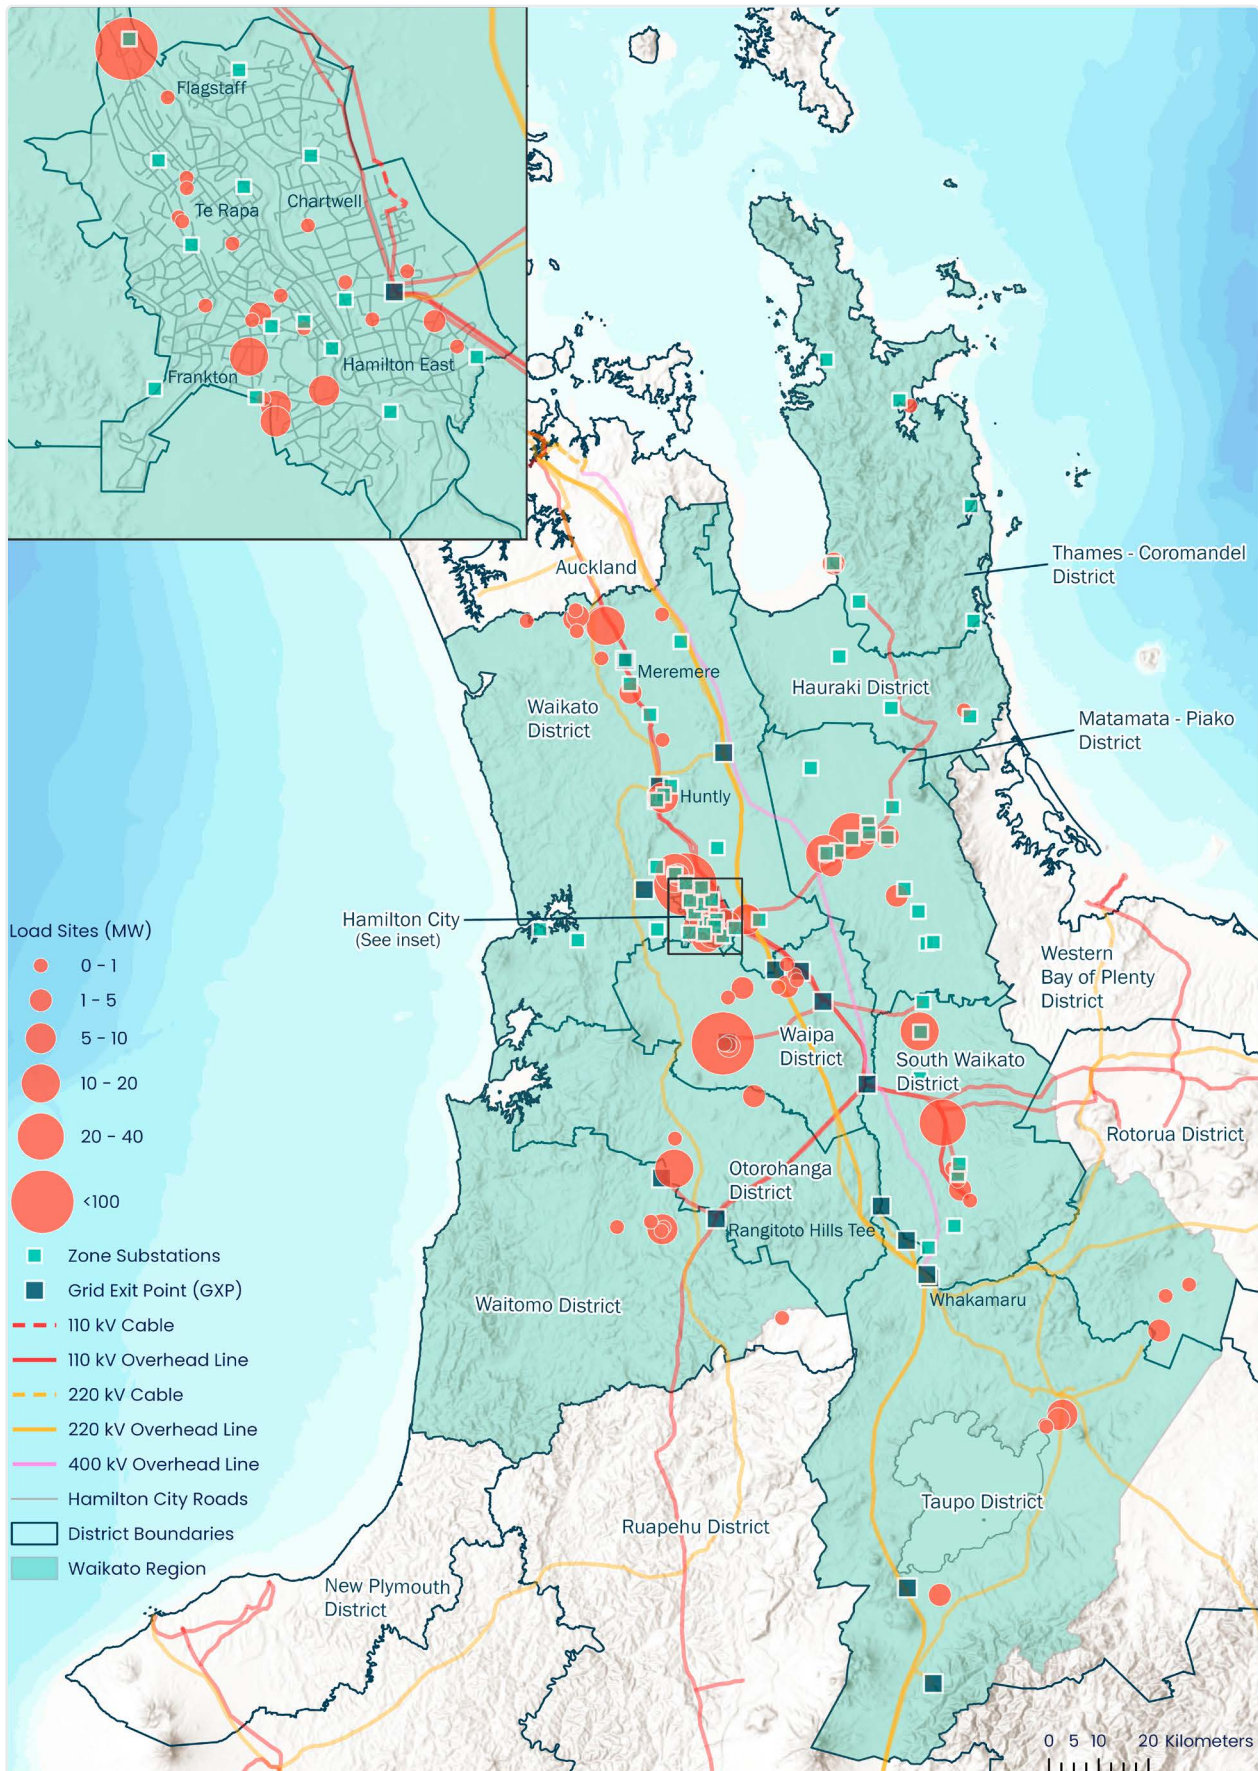 Flagstaff
Chartwell
Te Rapa
Hamilton East
Frankton
Auckland
Thames - Coromandel
District
Meremere
Hauraki District
Waikato
District
Matamata - Piako
District
Huntly
Hamilton City
(See inset)
Western
Bay of Plenty
District
Waipa
District
South Waikato
District
Rotorua District
Otorohanga
District
Rangitoto Hills Tee
Whakamaru
Waitomo District
Taupo District
Ruapehu District
New Plymouth
District
Load Sites (MW)
0 - 1
1 - 5
5 - 10
10 - 20
20 - 40
<100
Zone Substations
Grid Exit Point (GXP)
110 kV Cable
110 kV Overhead Line
220 kV Cable
220 kV Overhead Line
400 kV Overhead Line
Hamilton City Roads
District Boundaries
Waikato Region
0 5 10 20 Kilometers